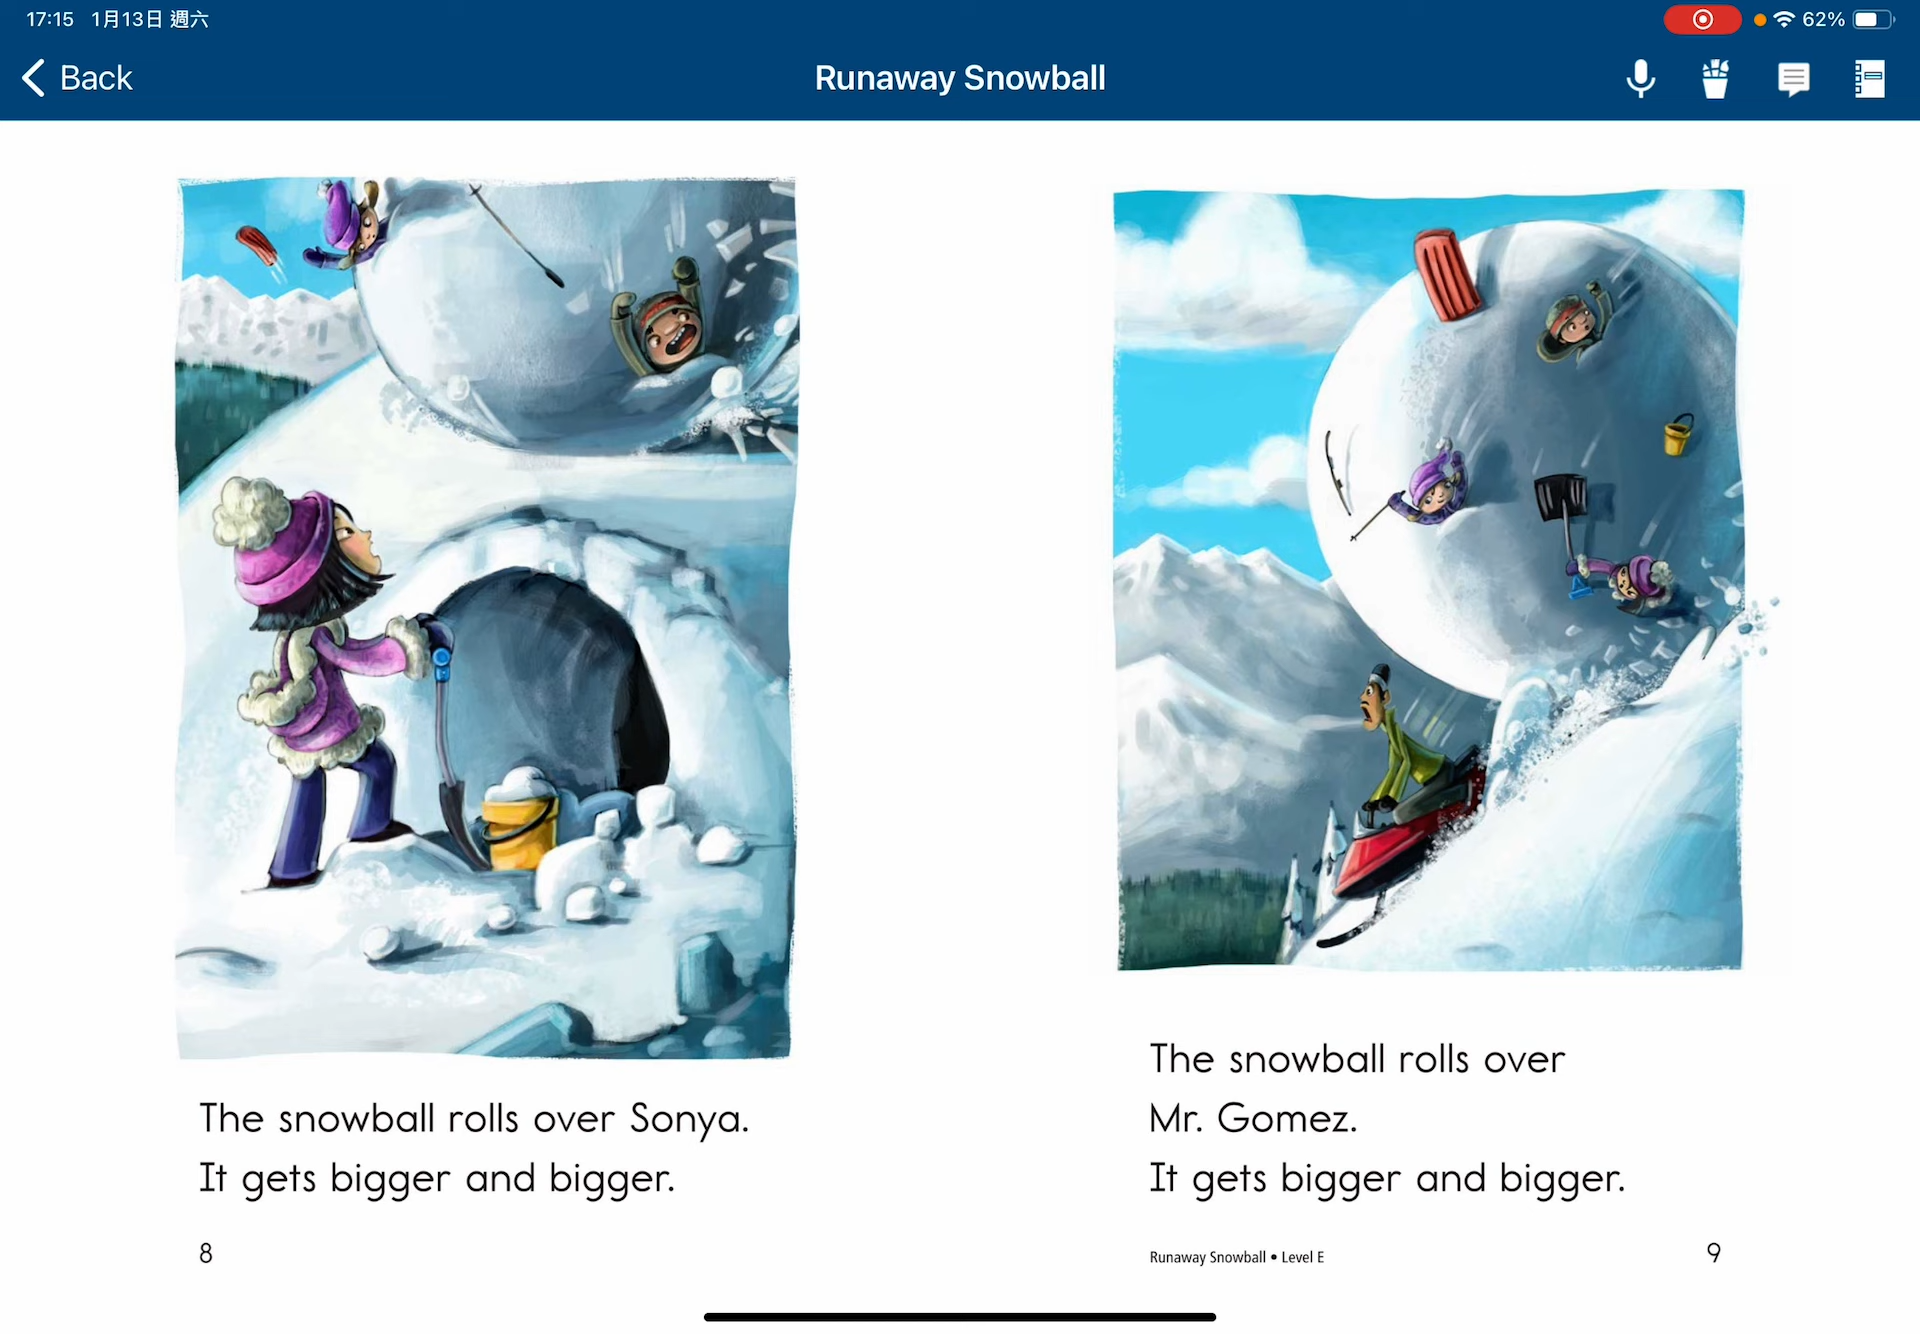 17:15 1月13日 週六
62%
Back
Runaway Snowball
The snowball rolls over Sonya.
It gets bigger and bigger.
8
The snowball rolls over
Mr. Gomez.
It gets bigger and bigger.
Runaway Snowball • Level E
9